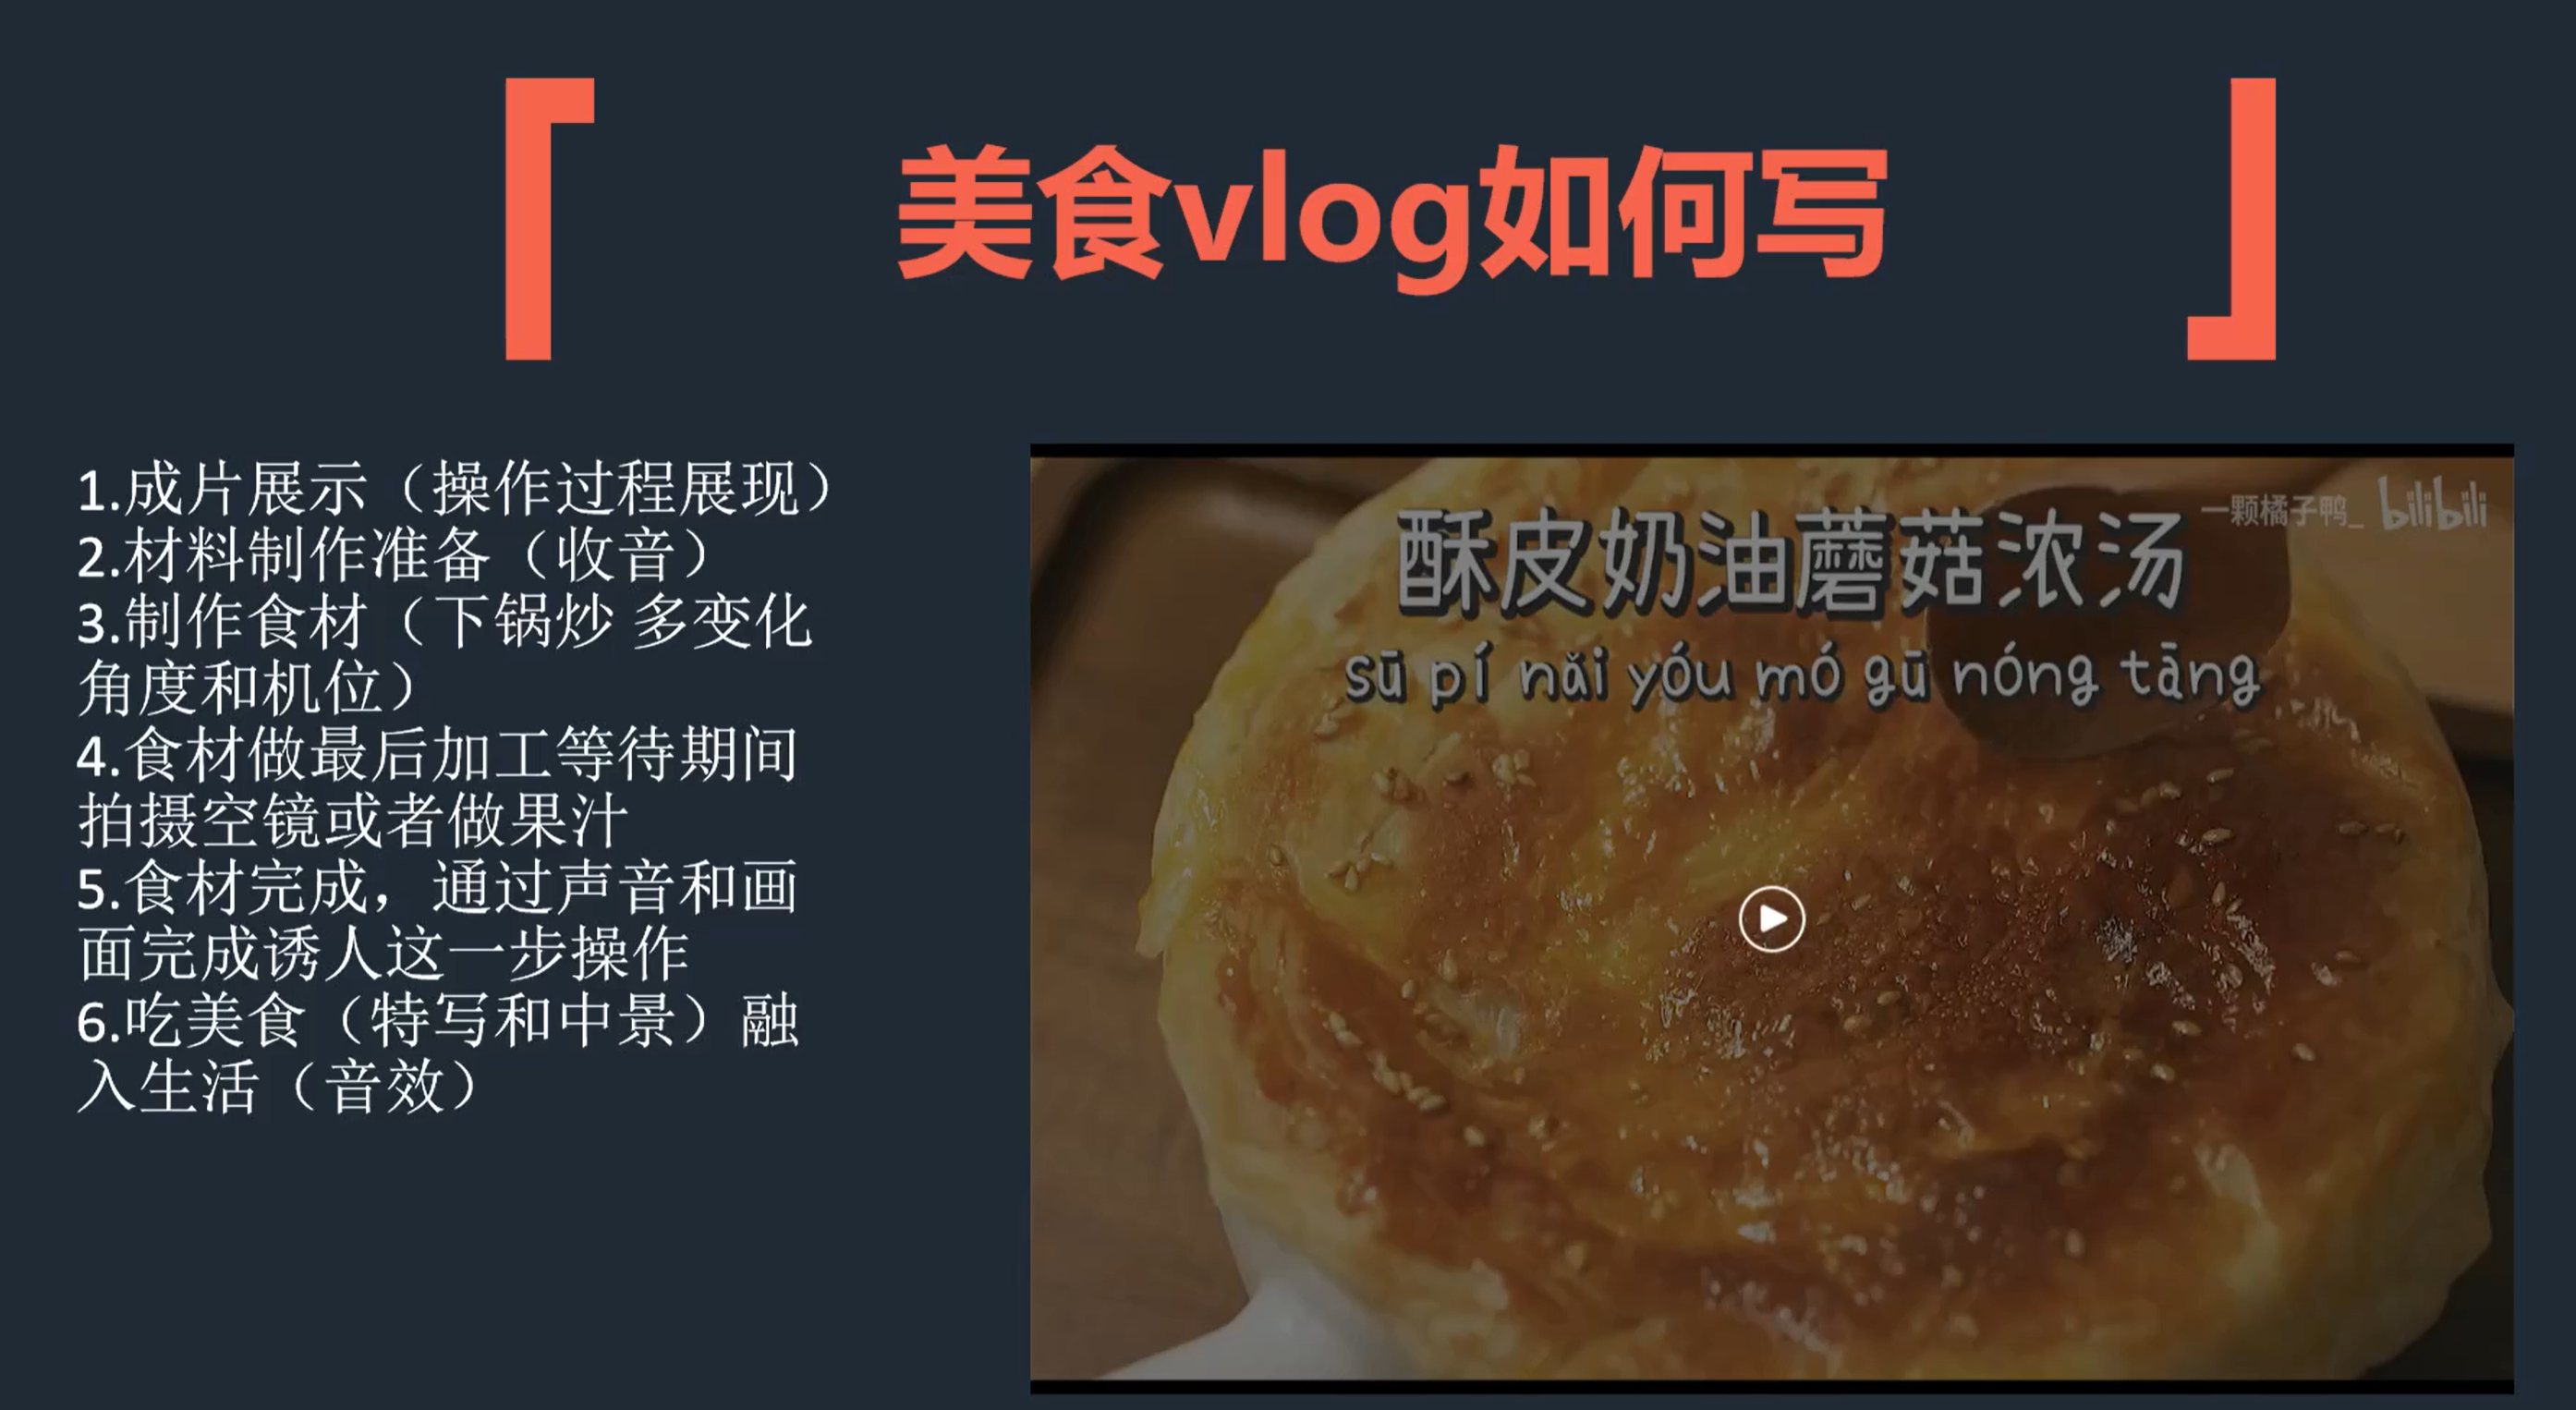 美食vlog如何写
1.成片展示（操作过程展现）
2.材料制作准备（收音）
3.制作食材（下锅炒 多变化
角度和机位）
4.食材做最后加工等待期间
拍摄空镜或者做果汁
5.食材完成，通过声音和画
面完成诱人这一步操作
6.吃美食（特写和中景）融
入生活（音效）
一颗橘子鸭_ bilibili
酥皮奶油蘑菇浓汤
sū pí nǎi yóu mó gū nóng tāng